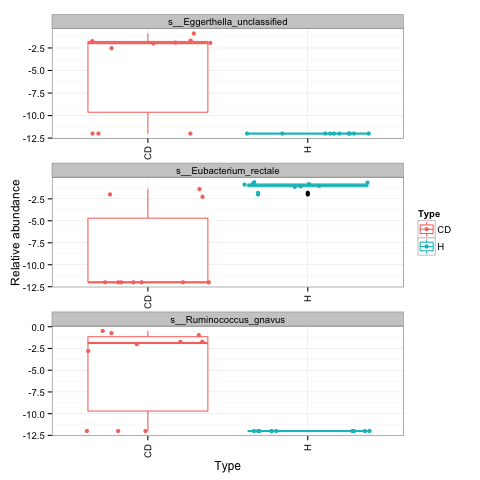 s__Eggerthella_unclassified
-2.5
-5.0
-7.5
-10.0
-12.5
CD
H
s__Eubacterium_rectale
-2.5
-5.0
-7.5
-10.0
-12.5
CD
H
s__Ruminococcus_gnavus
0.0
-2.5
-5.0
-7.5
-10.0
-12.5
CD
H
Relative abundance
Type
Type
CD
H